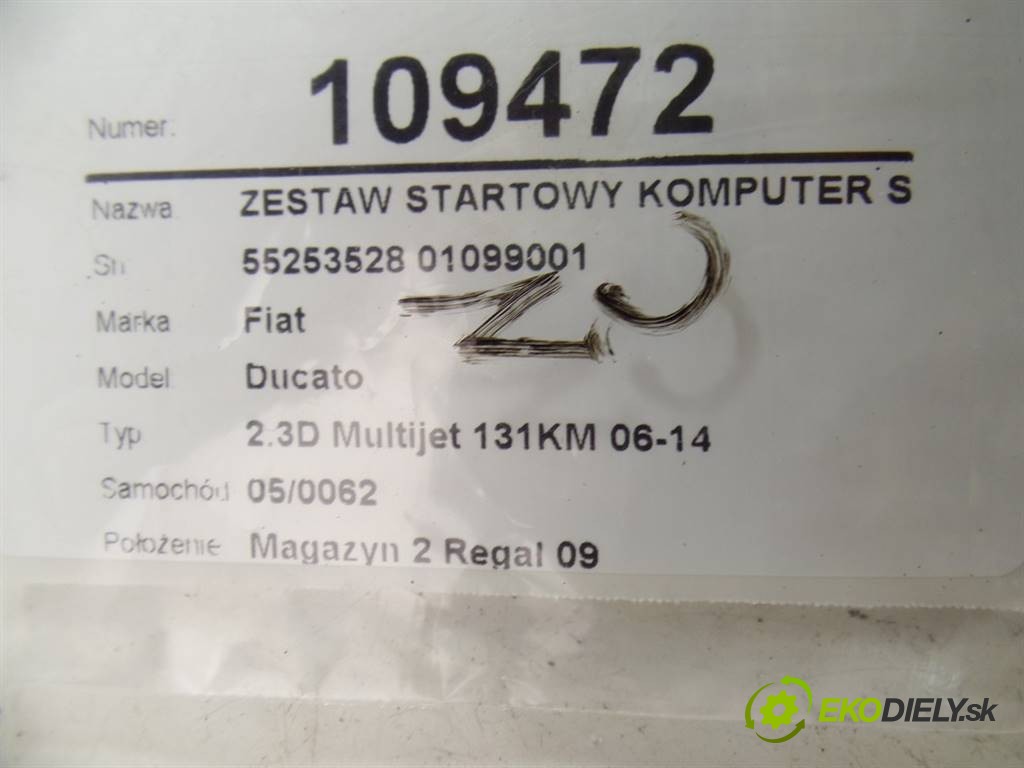 Numer: 109472
Nazwa ZESTAW STARTOWY KOMPUTER S
Sn 55253528 01099001
Marka Fiat
Model Ducato
Typ 2.3D Multijet 131KM 06-14
Samochód 05/0062
Położenie Magazyn 2 Regal 09
EKODIELY.sk